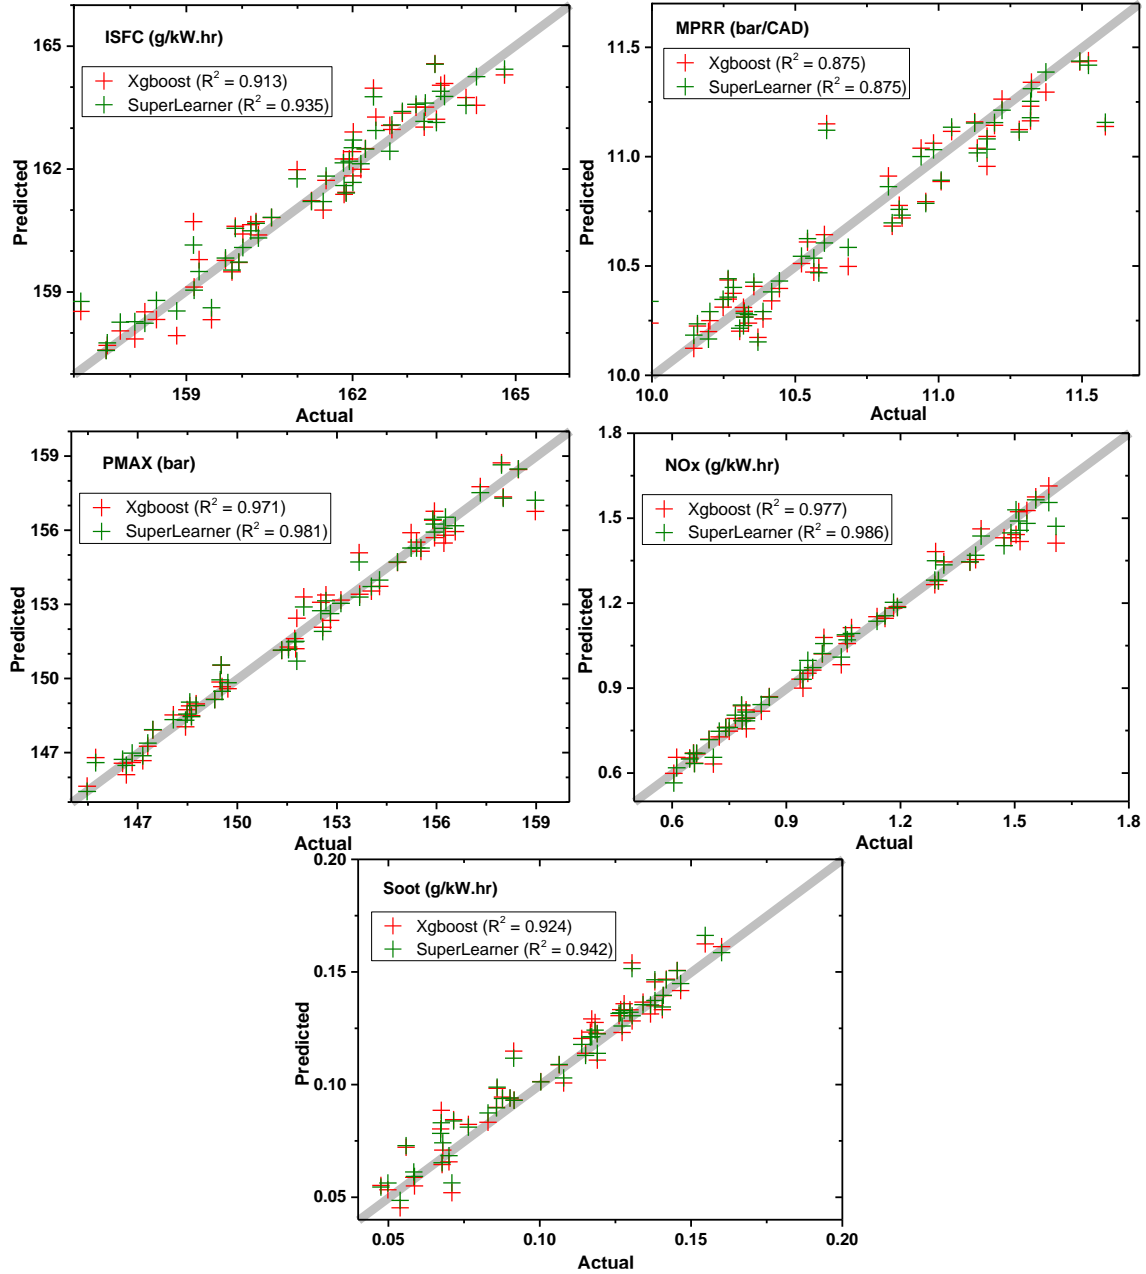 ISFC (g/kW.hr)
Xgboost (R² = 0.913)
SuperLearner (R² = 0.935)
165
162
159
Predicted
159
162
165
Actual
MPRR (bar/CAD)
Xgboost (R² = 0.875)
SuperLearner (R² = 0.875)
11.5
11.0
10.5
10.0
Predicted
10.0
10.5
11.0
11.5
Actual
PMAX (bar)
Xgboost (R² = 0.971)
SuperLearner (R² = 0.981)
159
156
153
150
147
Predicted
147
150
153
156
159
Actual
NOx (g/kW.hr)
Xgboost (R² = 0.977)
SuperLearner (R² = 0.986)
1.8
1.5
1.2
0.9
0.6
Predicted
0.6
0.9
1.2
1.5
1.8
Actual
Soot (g/kW.hr)
Xgboost (R² = 0.924)
SuperLearner (R² = 0.942)
0.20
0.15
0.10
0.05
Predicted
0.05
0.10
0.15
0.20
Actual